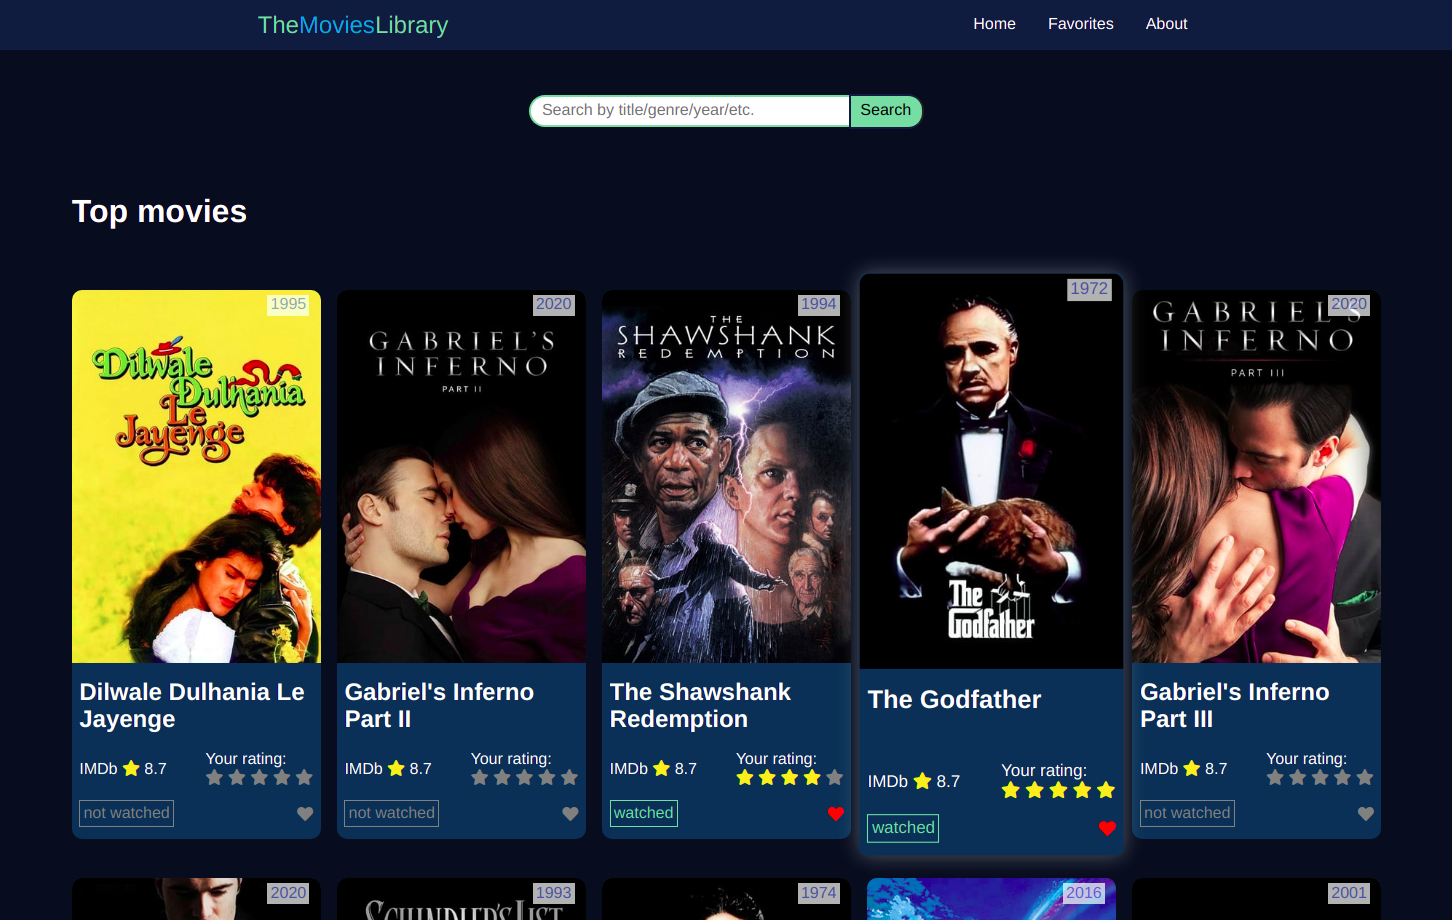 TheMoviesLibrary
Home Favorites About
Search by title/genre/year/etc. Search
Top movies
1995
Dilwale
Dulhania
Le
Jayenge
Dilwale Dulhania Le
Jayenge
IMDb 8.7
Your rating:
not watched
2020
GABRIEL'S
INFERNO
PART II
Gabriel's Inferno
Part II
IMDb 8.7
Your rating:
not watched
1994
THE
SHAWSHANK
REDEMPTION
The Shawshank
Redemption
IMDb 8.7
Your rating:
watched
1972
The
Godfather
The Godfather
IMDb 8.7
Your rating:
watched
2020
GABRIEL'S
INFERNO
PART III
Gabriel's Inferno
Part III
IMDb 8.7
Your rating:
not watched
2020
1993
SCHINDLER'S LIST
1974
2016
2001